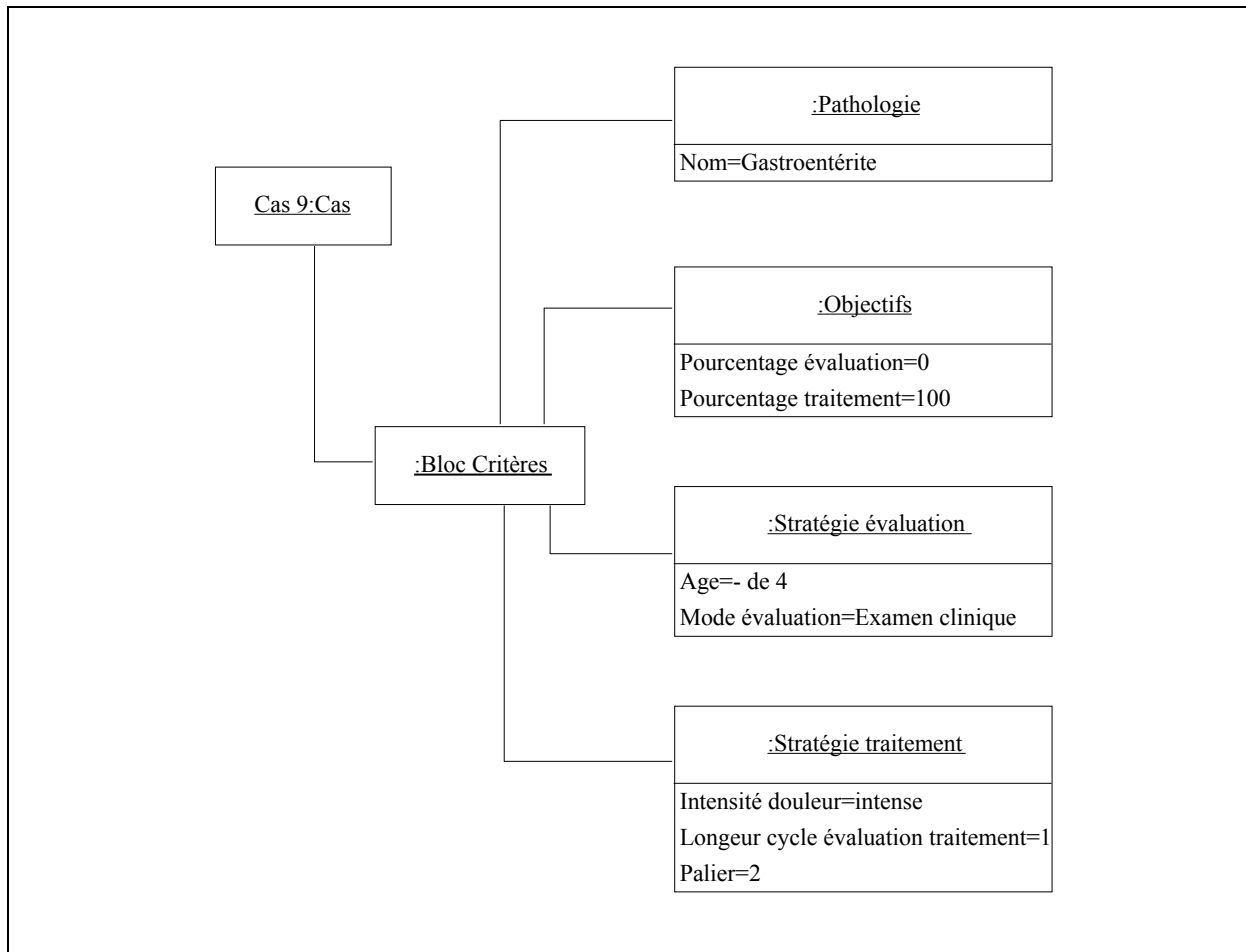 :Pathologie
Nom=Gastroentérite
Cas 9:Cas
:Objectifs
Pourcentage évaluation=0
Pourcentage traitement=100
:Bloc Critères
:Stratégie évaluation
Age=- de 4
Mode évaluation=Examen clinique
:Stratégie traitement
Intensité douleur=intense
Longeur cycle évaluation traitement=1
Palier=2